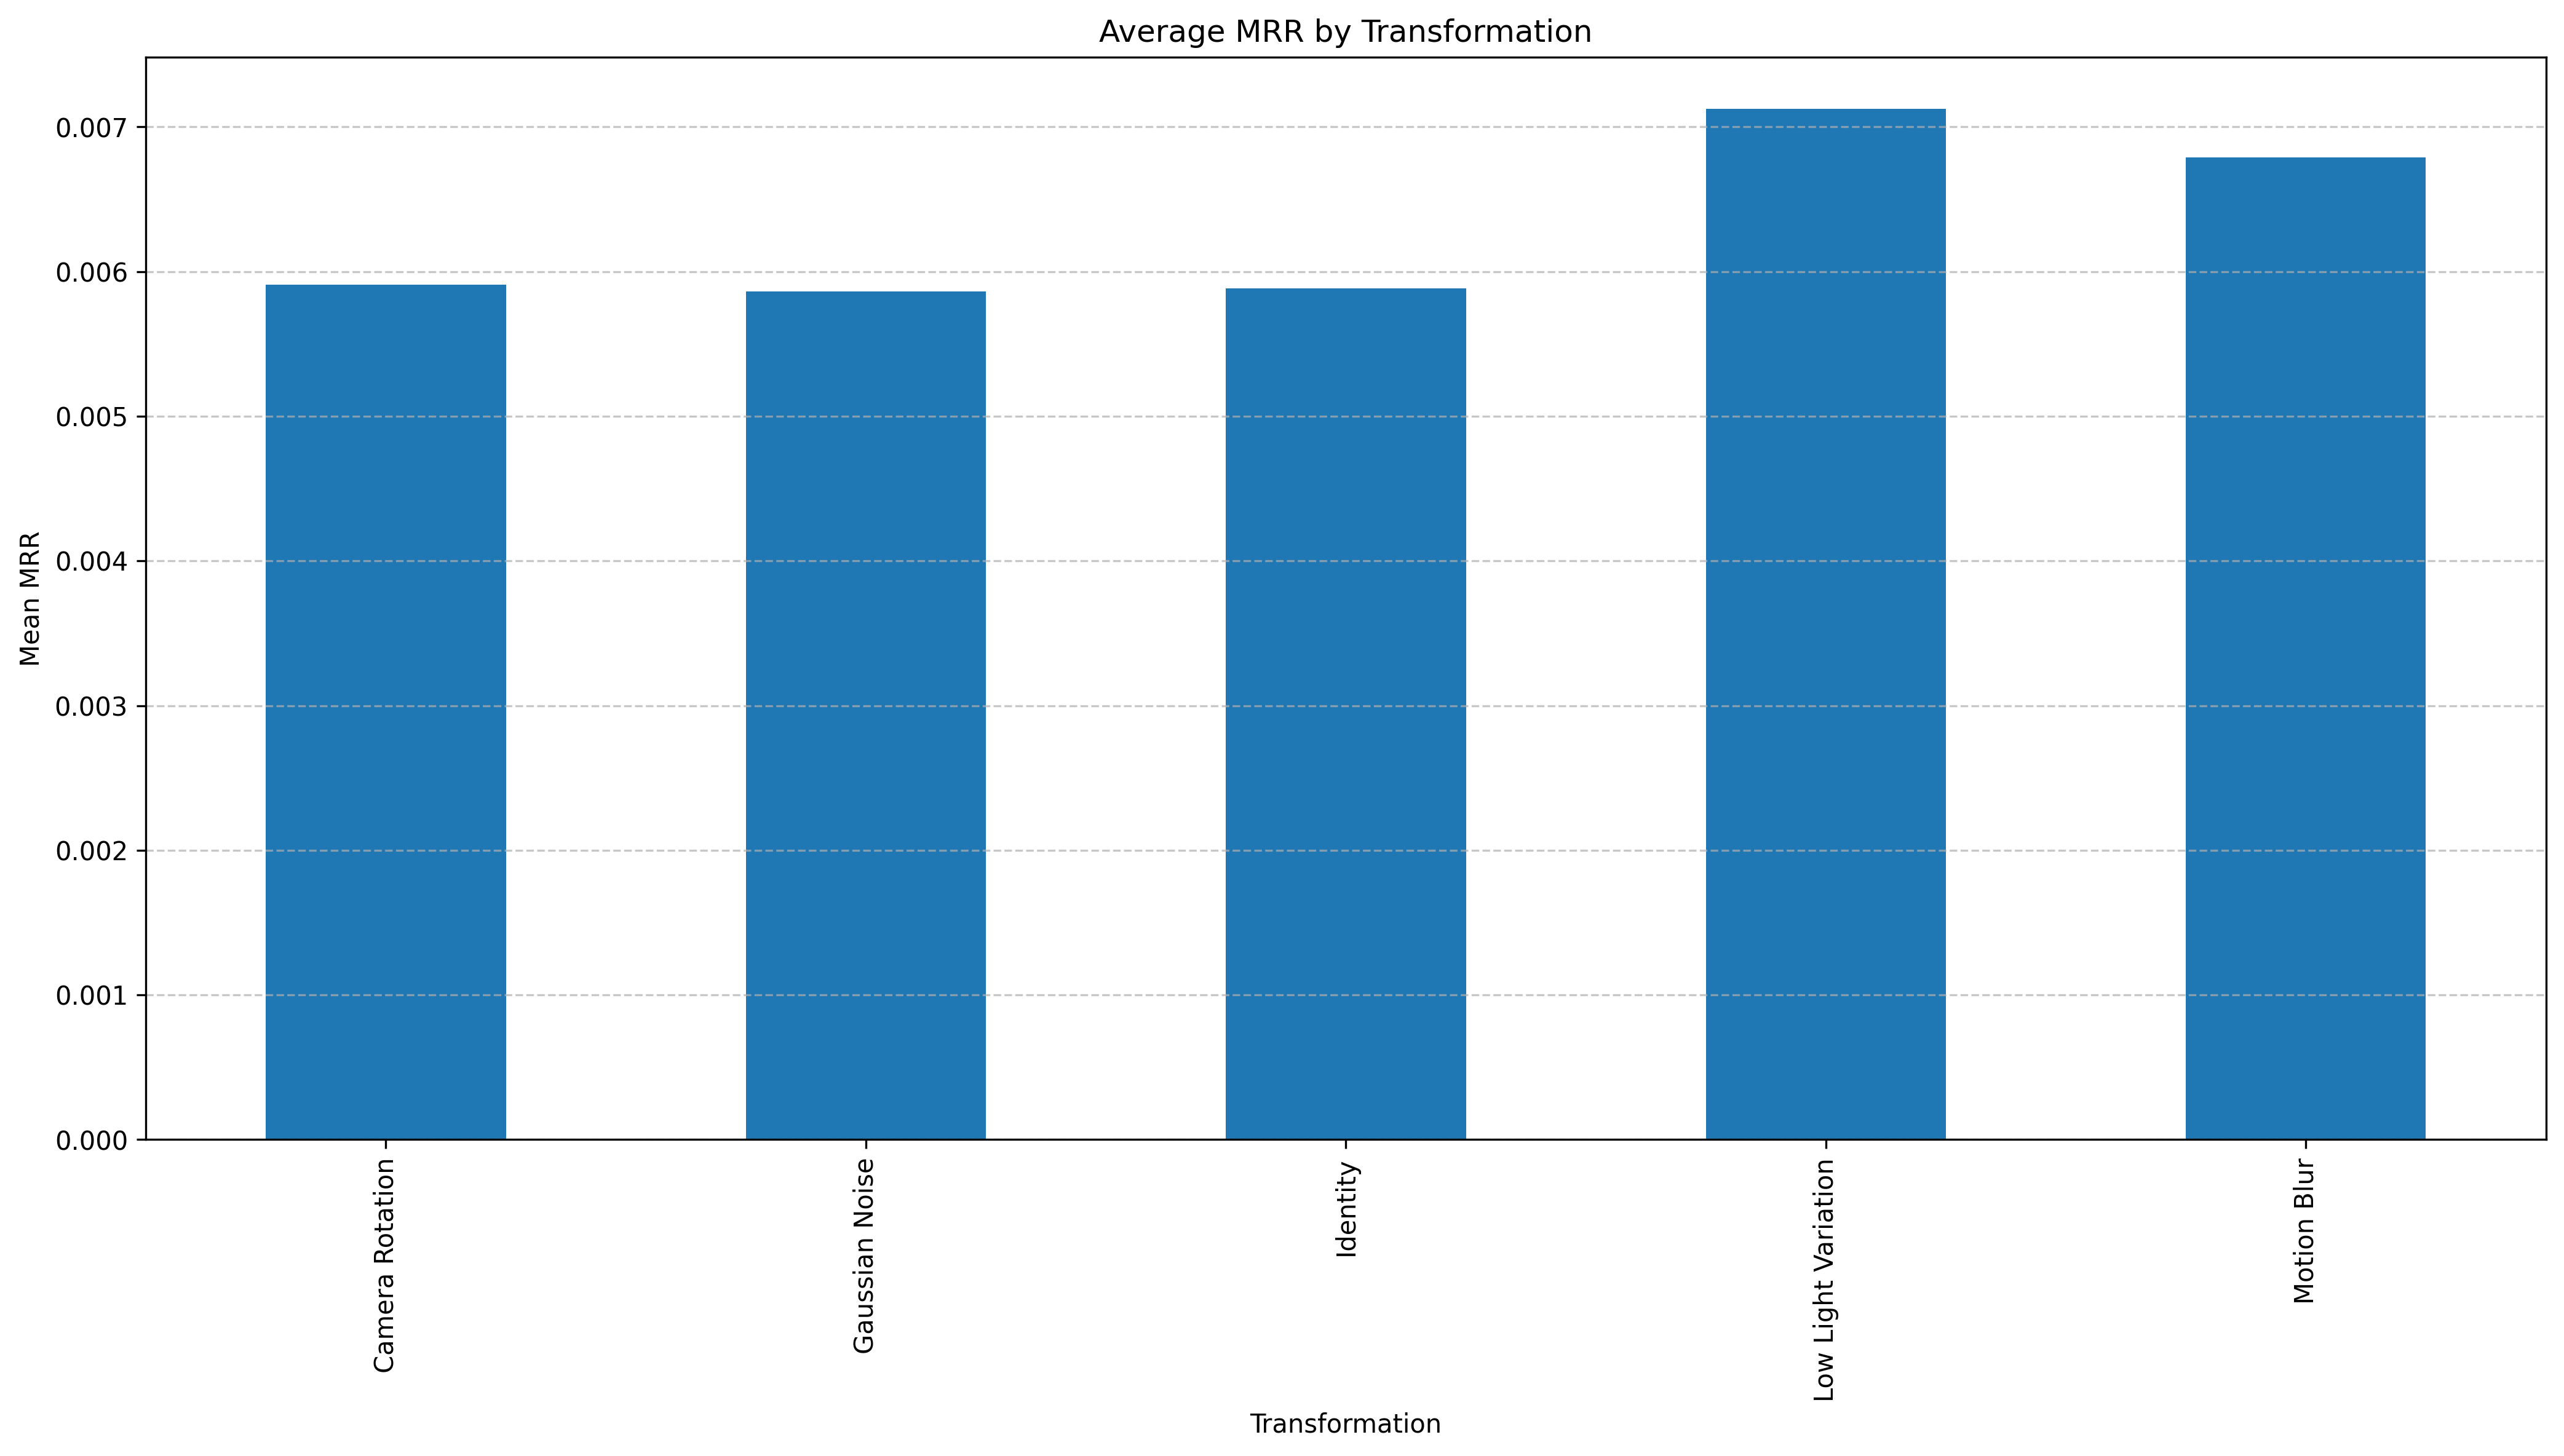 Average MRR by Transformation
Mean MRR
0.007
0.006
0.005
0.004
0.003
0.002
0.001
0.000
Camera Rotation
Gaussian Noise
Identity
Low Light Variation
Motion Blur
Transformation